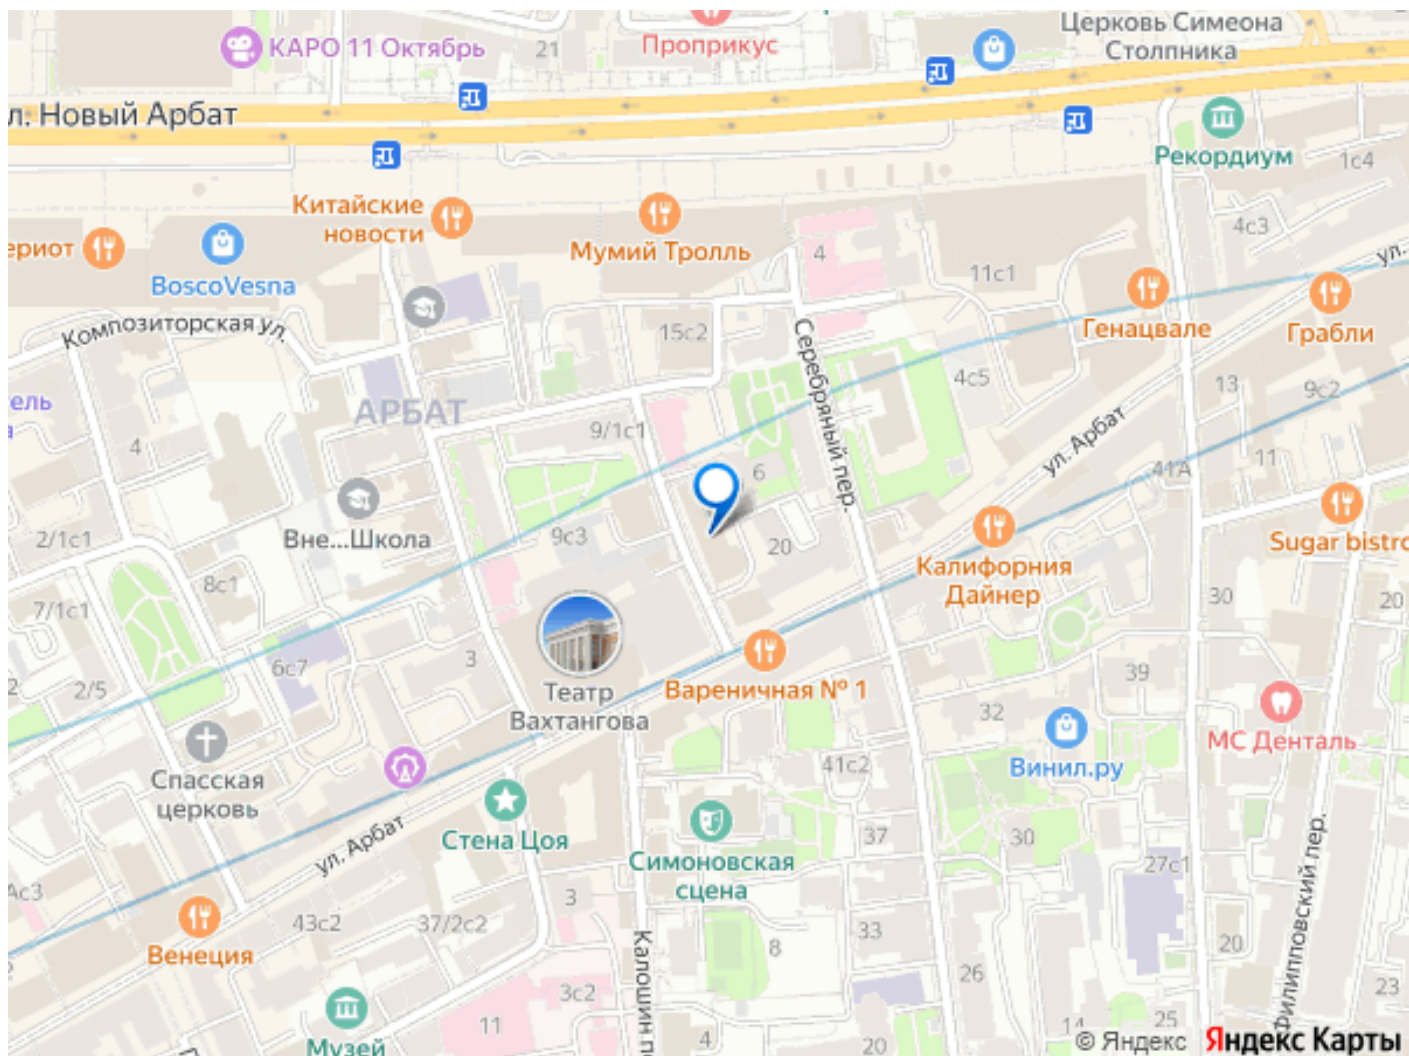 КАРО 11 Октябрь
21
Проприкус
Церковь Симеона
Столпника
л. Новый Арбат
Рекордиум
1с4
Китайские
новости
Мумий Тролль
4
4с3
ул.
ериот
BoscoVesna
11с1
Генацвале
Грабли
Композиторская ул.
15с2
Серебряный пер.
4с5
13
9с2
ель
а
АРБАТ
4
9/1с1
ул. Арбат
6
41А
11
Вне...Школа
9с3
20
Калифорния
Дайнер
Sugar bistro
2/1с1
8с1
7/1с1
30
20
6с7
3
Театр
Вахтангова
Вареничная № 1
39
2
2/5
32
МС Денталь
Спасская
церковь
41с2
Винил.ру
Стена Цоя
ул. Арбат
Симоновская
сцена
37
30
27с1
Филипповский пер.
Ас3
Венеция
43с2
37/2с2
3
Калошин п
33
8
26
20
3с2
11
23
Музей
4
20
14
25
© Яндекс
Яндекс Карты